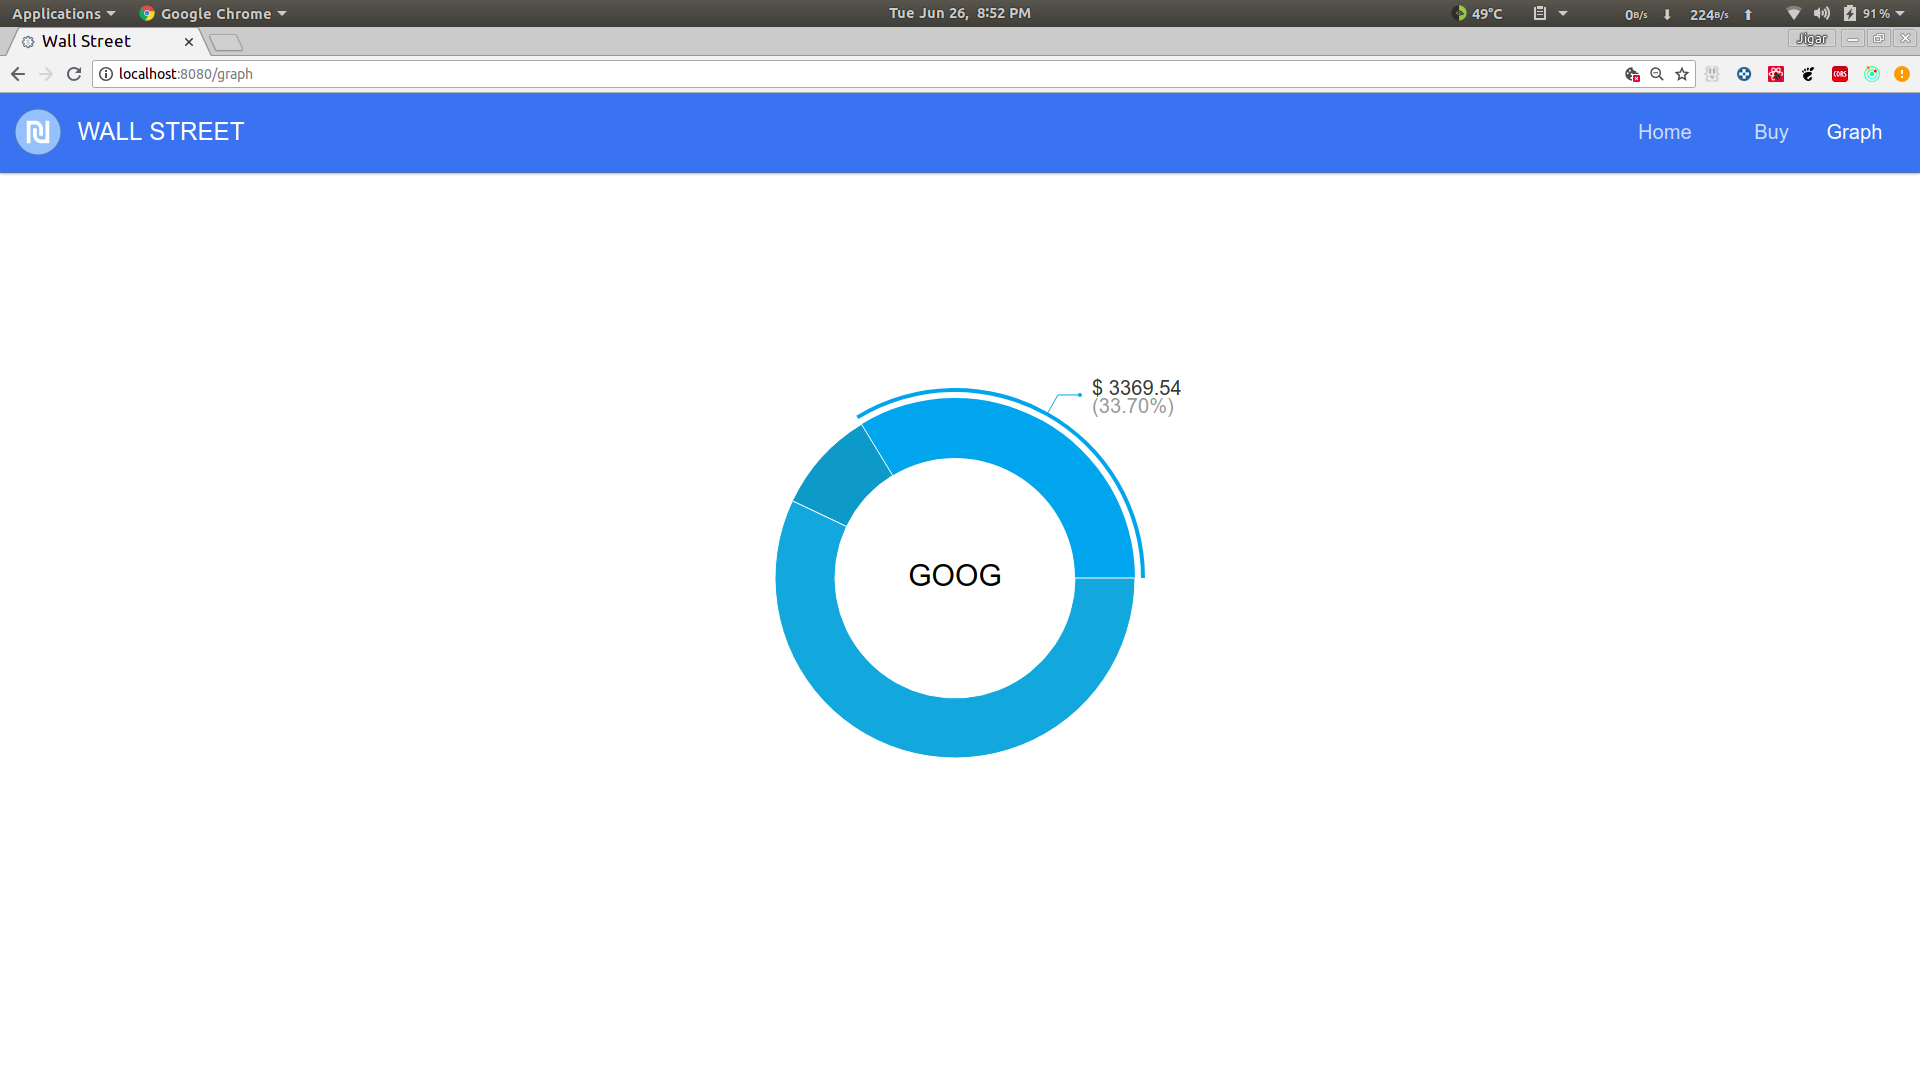 Applications Google Chrome Tue Jun 26, 8:52 PM 49°C 0B/s 224B/s 91%
Wall Street Jigar
localhost:8080/graph CORS
WALL STREET Home Buy Graph
$ 3369.54
(33.70%)
GOOG